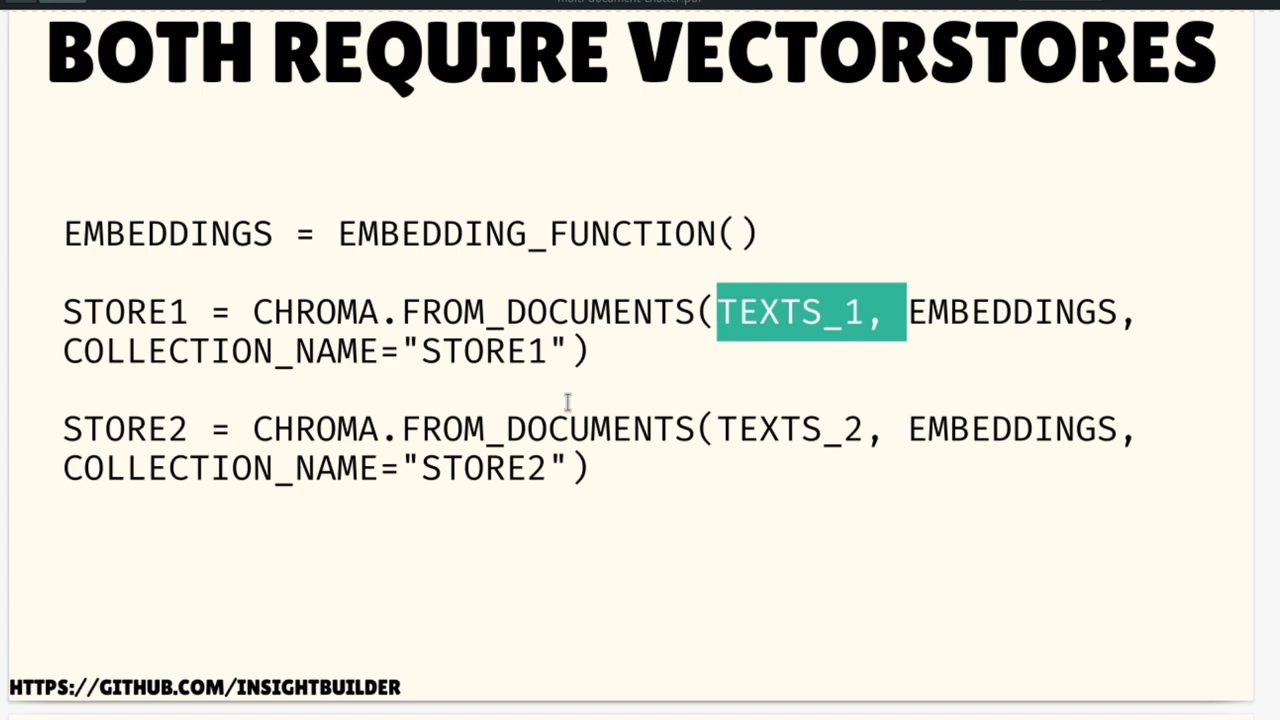 BOTH REQUIRE VECTORSTORES
EMBEDDINGS = EMBEDDING_FUNCTION()
STORE1 = CHROMA.FROM_DOCUMENTS(TEXTS_1, EMBEDDINGS,
COLLECTION_NAME="STORE1")
STORE2 = CHROMA.FROM_DOCUMENTS(TEXTS_2, EMBEDDINGS,
COLLECTION_NAME="STORE2")
HTTPS://GITHUB.COM/INSIGHTBUILDER